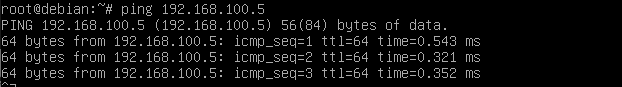 root@debian:~# ping 192.168.100.5
PING 192.168.100.5 (192.168.100.5) 56(84) bytes of data.
64 bytes from 192.168.100.5: icmp_seq=1 ttl=64 time=0.543 ms
64 bytes from 192.168.100.5: icmp_seq=2 ttl=64 time=0.321 ms
64 bytes from 192.168.100.5: icmp_seq=3 ttl=64 time=0.352 ms